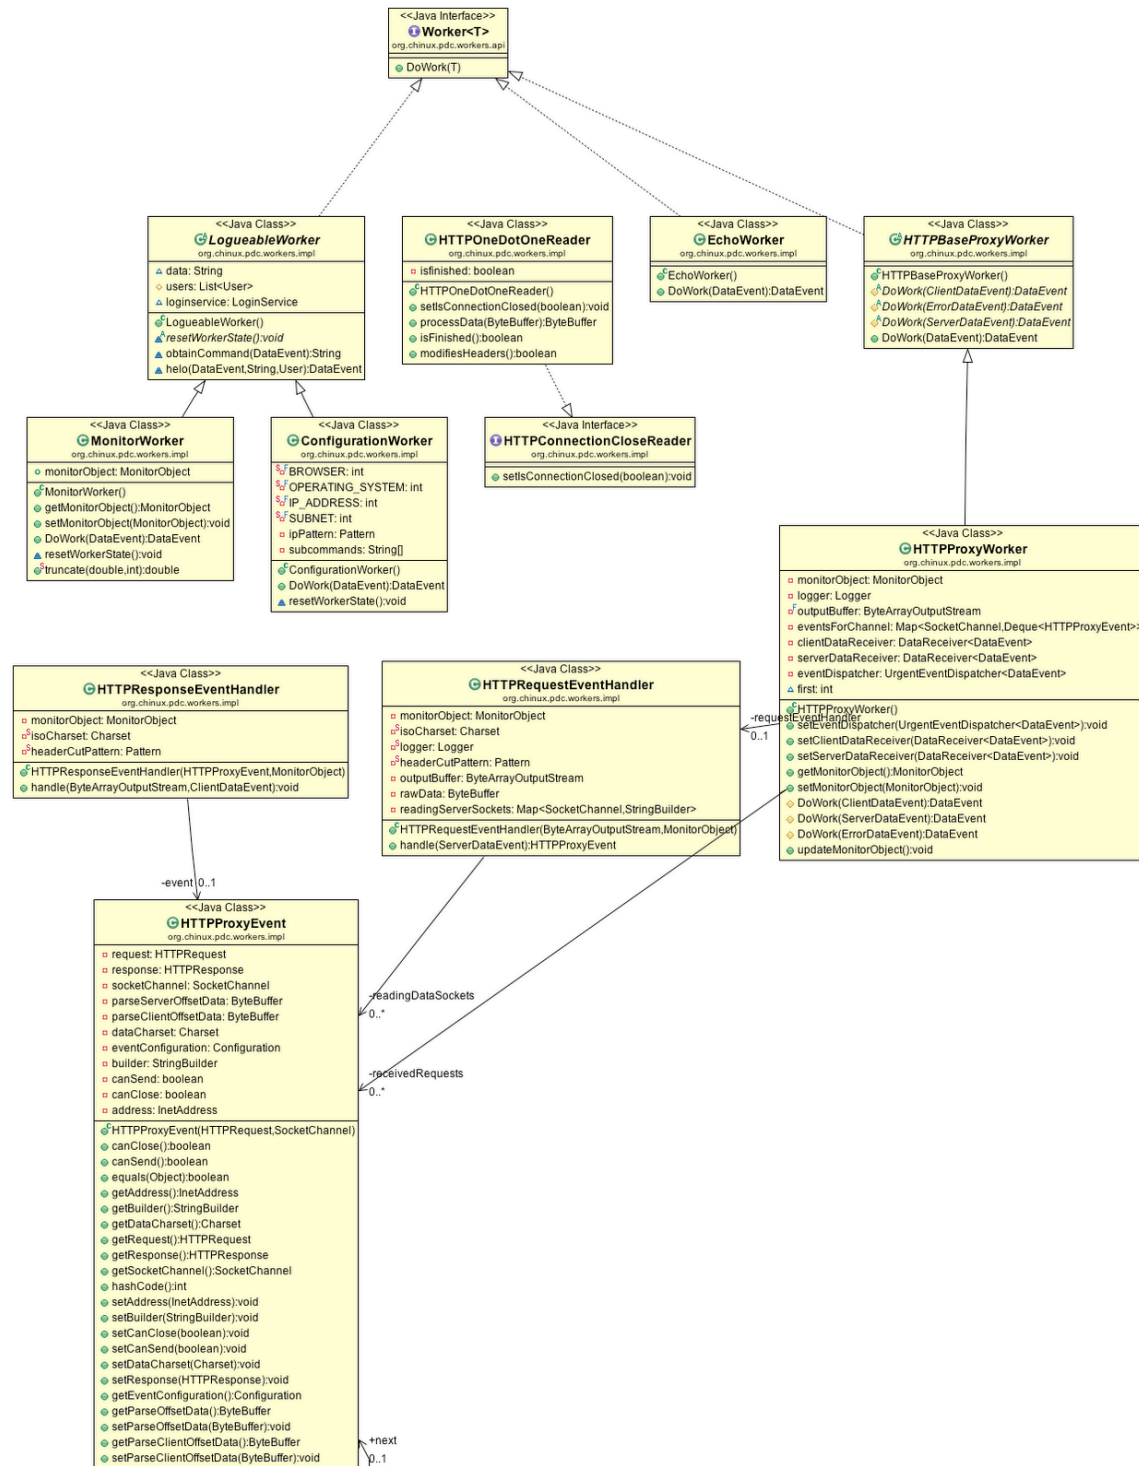 <<Java Interface>>
Worker<T>
org.chinux.pdc.workers.api
DoWork(T)
<<Java Class>>
LogueableWorker
org.chinux.pdc.workers.impl
data: String
users: List<User>
loginservice: LoginService
LogueableWorker()
resetWorkerState():void
obtainCommand(DataEvent):String
helo(DataEvent,String,User):DataEvent
<<Java Class>>
HTTPOneDotOneReader
org.chinux.pdc.workers.impl
isfinished: boolean
HTTPOneDotOneReader()
setIsConnectionClosed(boolean):void
processData(ByteBuffer):ByteBuffer
isFinished():boolean
modifiesHeaders():boolean
<<Java Class>>
EchoWorker
org.chinux.pdc.workers.impl
EchoWorker()
DoWork(DataEvent):DataEvent
<<Java Class>>
HTTPBaseProxyWorker
org.chinux.pdc.workers.impl
HTTPBaseProxyWorker()
DoWork(ClientDataEvent):DataEvent
DoWork(ErrorDataEvent):DataEvent
DoWork(ServerDataEvent):DataEvent
DoWork(DataEvent):DataEvent
<<Java Class>>
MonitorWorker
org.chinux.pdc.workers.impl
monitorObject: MonitorObject
MonitorWorker()
getMonitorObject():MonitorObject
setMonitorObject(MonitorObject):void
DoWork(DataEvent):DataEvent
resetWorkerState():void
truncate(double,int):double
<<Java Class>>
ConfigurationWorker
org.chinux.pdc.workers.impl
BROWSER: int
OPERATING_SYSTEM: int
IP_ADDRESS: int
SUBNET: int
ipPattern: Pattern
subcommands: String[]
ConfigurationWorker()
DoWork(DataEvent):DataEvent
resetWorkerState():void
<<Java Interface>>
HTTPConnectionCloseReader
org.chinux.pdc.workers.impl
setIsConnectionClosed(boolean):void
<<Java Class>>
HTTPProxyWorker
org.chinux.pdc.workers.impl
monitorObject: MonitorObject
logger: Logger
outputBuffer: ByteArrayOutputStream
eventsForChannel: Map<SocketChannel,Deque<HTTPProxyEvent>>
clientDataReceiver: DataReceiver<DataEvent>
serverDataReceiver: DataReceiver<DataEvent>
eventDispatcher: UrgentEventDispatcher<DataEvent>
first: int
HTTPProxyWorker()
setEventDispatcher(UrgentEventDispatcher<DataEvent>):void
setClientDataReceiver(DataReceiver<DataEvent>):void
setServerDataReceiver(DataReceiver<DataEvent>):void
getMonitorObject():MonitorObject
setMonitorObject(MonitorObject):void
DoWork(ClientDataEvent):DataEvent
DoWork(ServerDataEvent):DataEvent
DoWork(ErrorDataEvent):DataEvent
updateMonitorObject():void
<<Java Class>>
HTTPResponseEventHandler
org.chinux.pdc.workers.impl
monitorObject: MonitorObject
isoCharset: Charset
headerCutPattern: Pattern
HTTPResponseEventHandler(HTTPProxyEvent,MonitorObject)
handle(ByteArrayOutputStream,ClientDataEvent):void
<<Java Class>>
HTTPRequestEventHandler
org.chinux.pdc.workers.impl
monitorObject: MonitorObject
isoCharset: Charset
logger: Logger
headerCutPattern: Pattern
outputBuffer: ByteArrayOutputStream
rawData: ByteBuffer
readingServerSockets: Map<SocketChannel,StringBuilder>
HTTPRequestEventHandler(ByteArrayOutputStream,MonitorObject)
handle(ServerDataEvent):HTTPProxyEvent
-requestEventHandler
0..1
-event 0..1
<<Java Class>>
HTTPProxyEvent
org.chinux.pdc.workers.impl
request: HTTPRequest
response: HTTPResponse
socketChannel: SocketChannel
parseServerOffsetData: ByteBuffer
parseClientOffsetData: ByteBuffer
dataCharset: Charset
eventConfiguration: Configuration
builder: StringBuilder
canSend: boolean
canClose: boolean
address: InetAddress
HTTPProxyEvent(HTTPRequest,SocketChannel)
canClose():boolean
canSend():boolean
equals(Object):boolean
getAddress():InetAddress
getBuilder():StringBuilder
getDataCharset():Charset
getRequest():HTTPRequest
getResponse():HTTPResponse
getSocketChannel():SocketChannel
hashCode():int
setAddress(InetAddress):void
setBuilder(StringBuilder):void
setCanClose(boolean):void
setCanSend(boolean):void
setDataCharset(Charset):void
setResponse(HTTPResponse):void
getEventConfiguration():Configuration
getParseOffsetData():ByteBuffer
setParseOffsetData(ByteBuffer):void
getParseClientOffsetData():ByteBuffer
setParseClientOffsetData(ByteBuffer):void
-readingDataSockets
0..*
-receivedRequests
0..*
+next
0..1